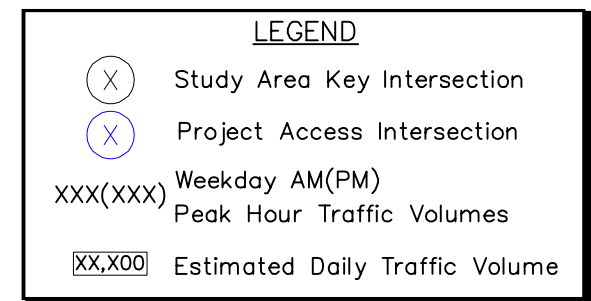 LEGEND
X Study Area Key Intersection
X Project Access Intersection
XXX(XXX) Weekday AM(PM)
Peak Hour Traffic Volumes
XX,X00 Estimated Daily Traffic Volume